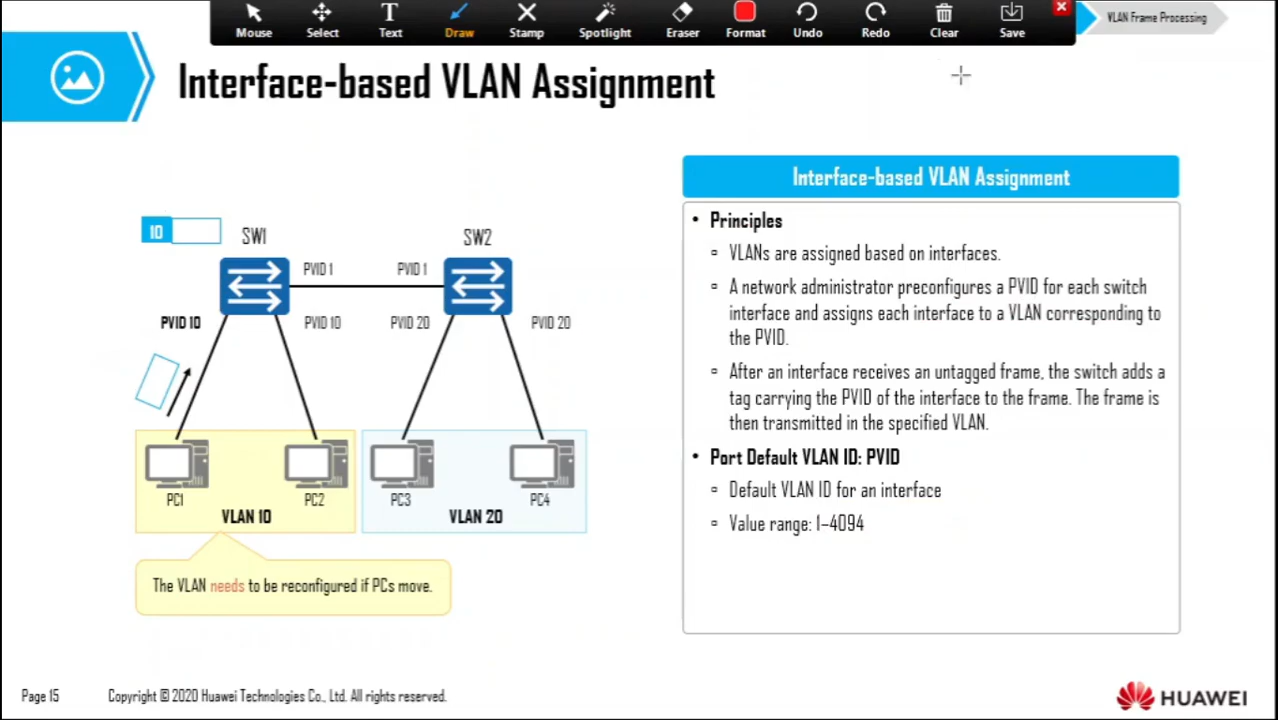 Mouse Select Text Draw Stamp Spotlight Eraser Format Undo Redo Clear Save
VLAN Frame Processing
Interface-based VLAN Assignment
10
SW1
SW2
PVID 1
PVID 1
PVID 10
PVID 10
PVID 20
PVID 20
PC1
PC2
PC3
PC4
VLAN 10
VLAN 20
The VLAN needs to be reconfigured if PCs move.
Interface-based VLAN Assignment
• Principles
▫ VLANs are assigned based on interfaces.
▫ A network administrator preconfigures a PVID for each switch
interface and assigns each interface to a VLAN corresponding to
the PVID.
▫ After an interface receives an untagged frame, the switch adds a
tag carrying the PVID of the interface to the frame. The frame is
then transmitted in the specified VLAN.
• Port Default VLAN ID: PVID
▫ Default VLAN ID for an interface
▫ Value range: 1–4094
Page 15
Copyright © 2020 Huawei Technologies Co., Ltd. All rights reserved.
HUAWEI